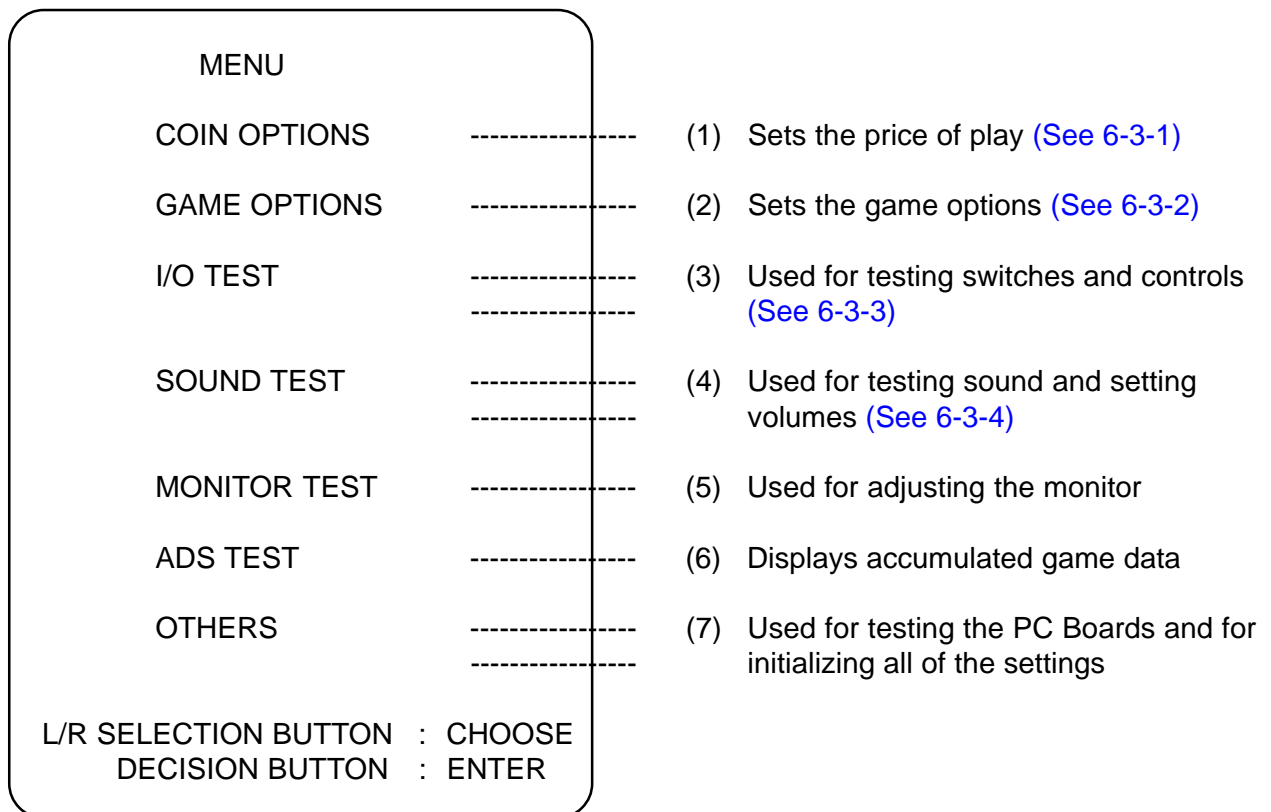 MENU
COIN OPTIONS ----------------- (1) Sets the price of play (See 6-3-1)
GAME OPTIONS ----------------- (2) Sets the game options (See 6-3-2)
I/O TEST ----------------- (3) Used for testing switches and controls
----------------- (See 6-3-3)
SOUND TEST ----------------- (4) Used for testing sound and setting
----------------- volumes (See 6-3-4)
MONITOR TEST ----------------- (5) Used for adjusting the monitor
ADS TEST ----------------- (6) Displays accumulated game data
OTHERS ----------------- (7) Used for testing the PC Boards and for
----------------- initializing all of the settings
L/R SELECTION BUTTON : CHOOSE
DECISION BUTTON : ENTER